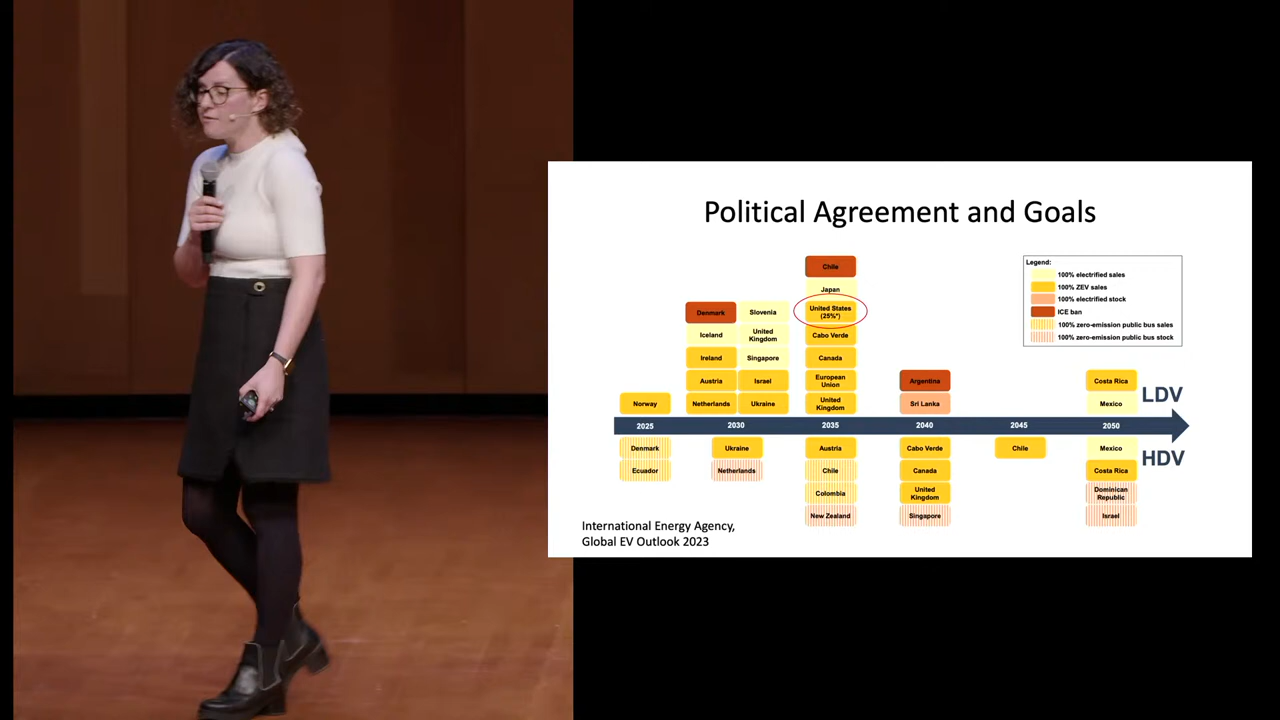 Political Agreement and Goals
Legend:
100% electrified sales
100% ZEV sales
100% electrified stock
ICE ban
100% zero-emission public bus sales
100% zero-emission public bus stock
Chile
Japan
Denmark
Slovenia
United States
(25%*)
Iceland
United
Kingdom
Cabo Verde
Ireland
Singapore
Canada
Austria
Israel
European
Union
Argentina
Costa Rica
Norway
Netherlands
Ukraine
United
Kingdom
Sri Lanka
Mexico
LDV
2025
2030
2035
2040
2045
2050
HDV
Denmark
Ukraine
Austria
Cabo Verde
Chile
Mexico
Ecuador
Netherlands
Chile
Canada
Costa Rica
Colombia
United
Kingdom
Dominican
Republic
New Zealand
Singapore
Israel
International Energy Agency,
Global EV Outlook 2023